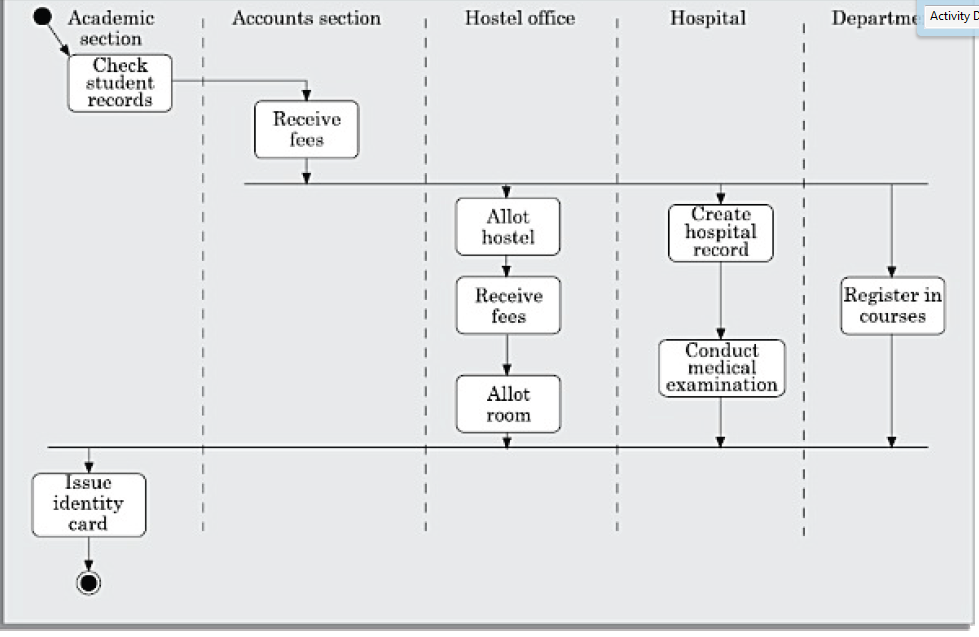 Academic
section
Accounts section
Hostel office
Hospital
Activity
Check
student
records
Receive
fees
Allot
hostel
Create
hospital
record
Receive
fees
Register in
courses
Conduct
medical
examination
Allot
room
Issue
identity
card